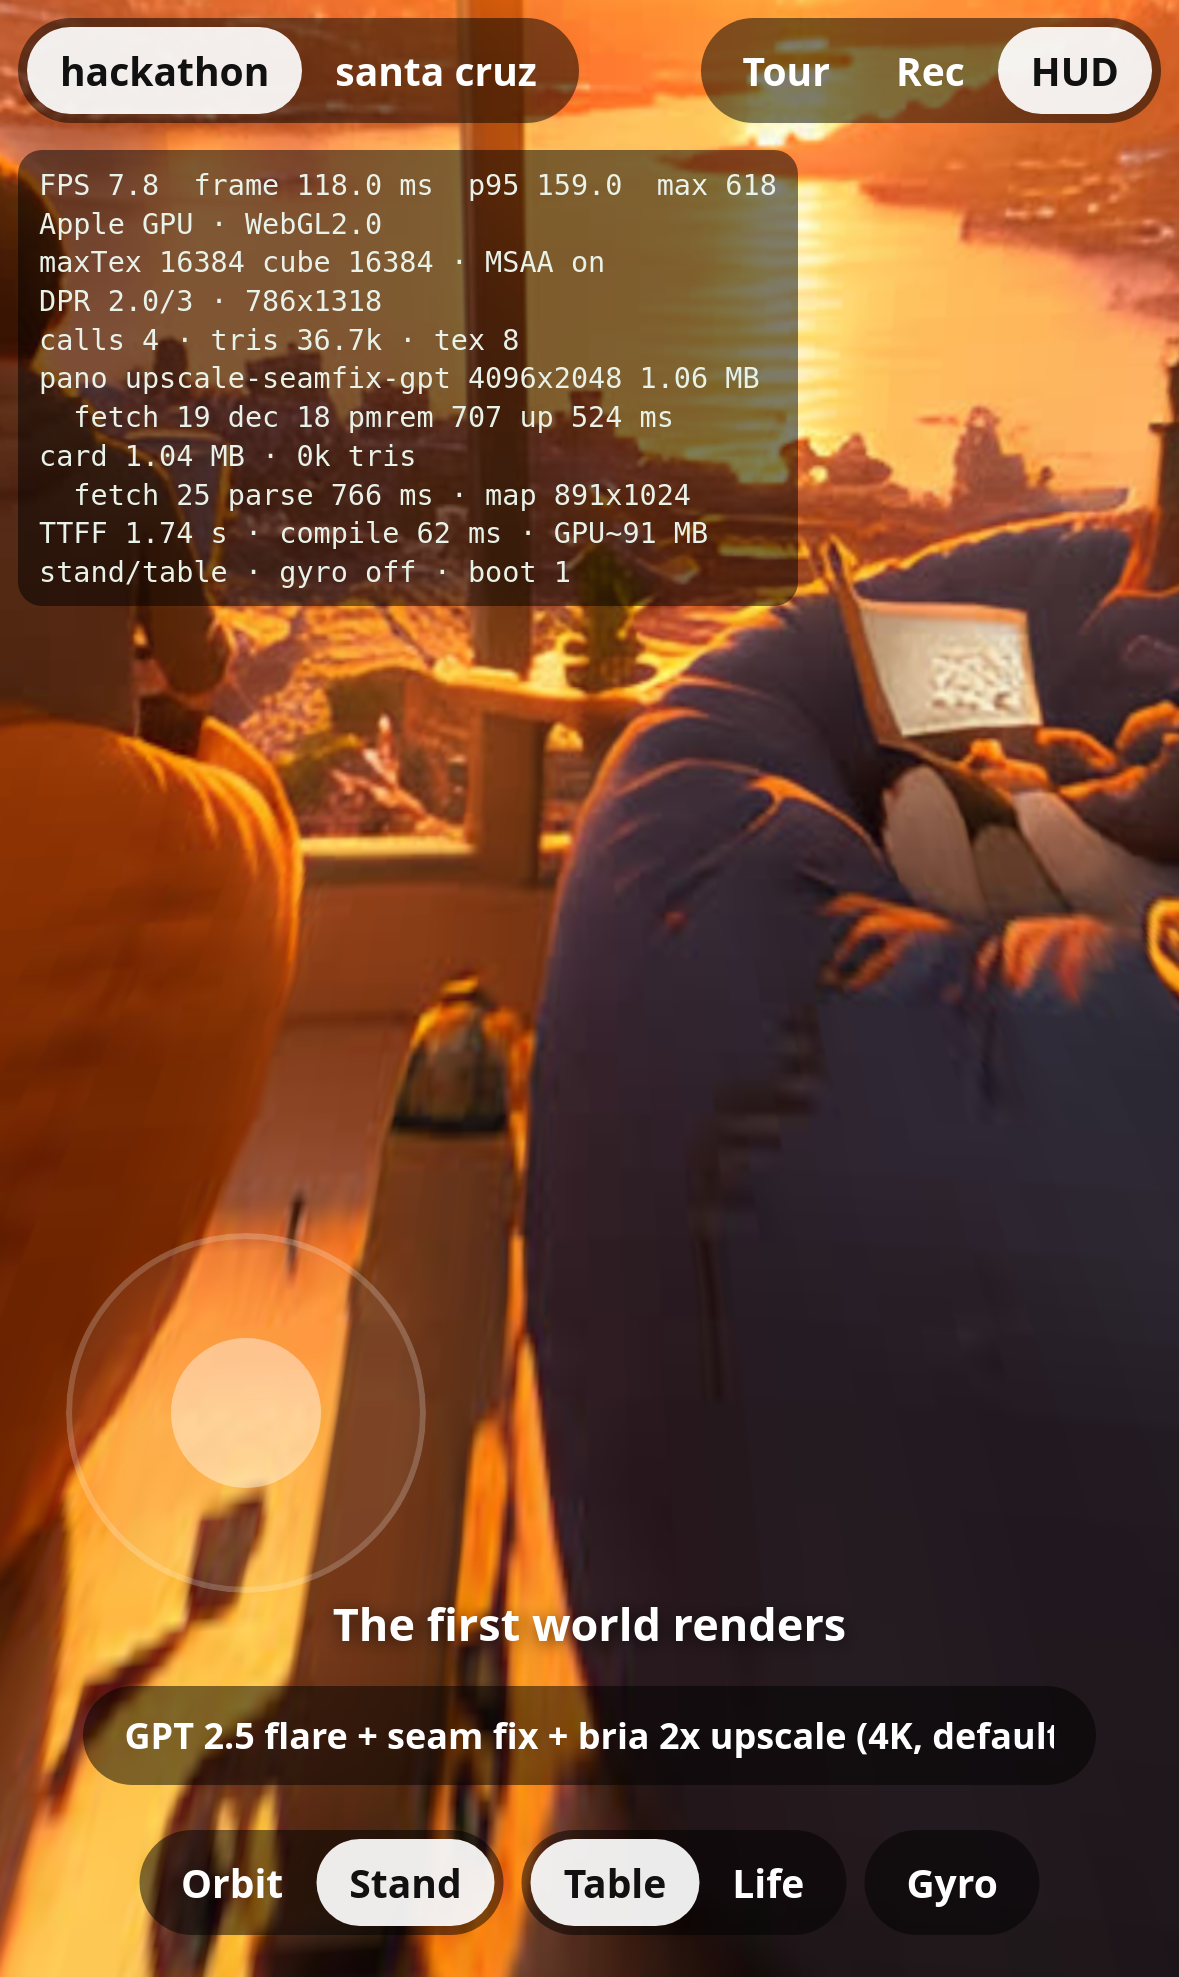 hackathon santa cruz Tour Rec HUD
FPS 7.8 frame 118.0 ms p95 159.0 max 618
Apple GPU · WebGL2.0
maxTex 16384 cube 16384 · MSAA on
DPR 2.0/3 · 786x1318
calls 4 · tris 36.7k · tex 8
pano upscale-seamfix-gpt 4096x2048 1.06 MB
fetch 19 dec 18 pmrem 707 up 524 ms
card 1.04 MB · 0k tris
fetch 25 parse 766 ms · map 891x1024
TTFF 1.74 s · compile 62 ms · GPU~91 MB
stand/table · gyro off · boot 1
The first world renders
GPT 2.5 flare + seam fix + bria 2x upscale (4K, default
Orbit Stand Table Life Gyro